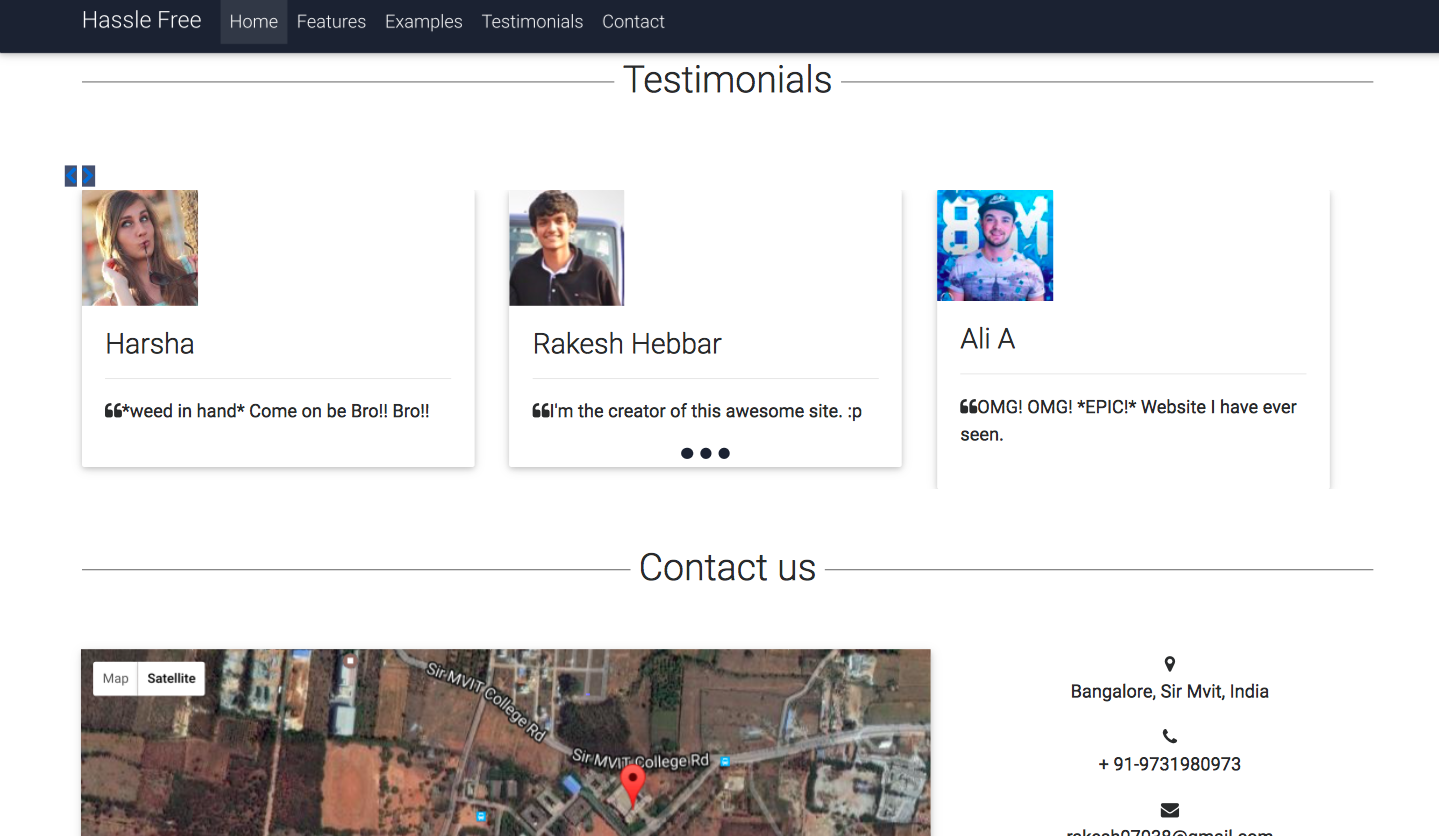 Hassle Free Home Features Examples Testimonials Contact
Testimonials
8 M
Harsha
*weed in hand* Come on be Bro!! Bro!!
Rakesh Hebbar
I'm the creator of this awesome site. :p
Ali A
OMG! OMG! *EPIC!* Website I have ever
seen.
Contact us
Map Satellite
Sir MVIT College Rd
Sir MVIT College Rd
Bangalore, Sir Mvit, India
+ 91-9731980973